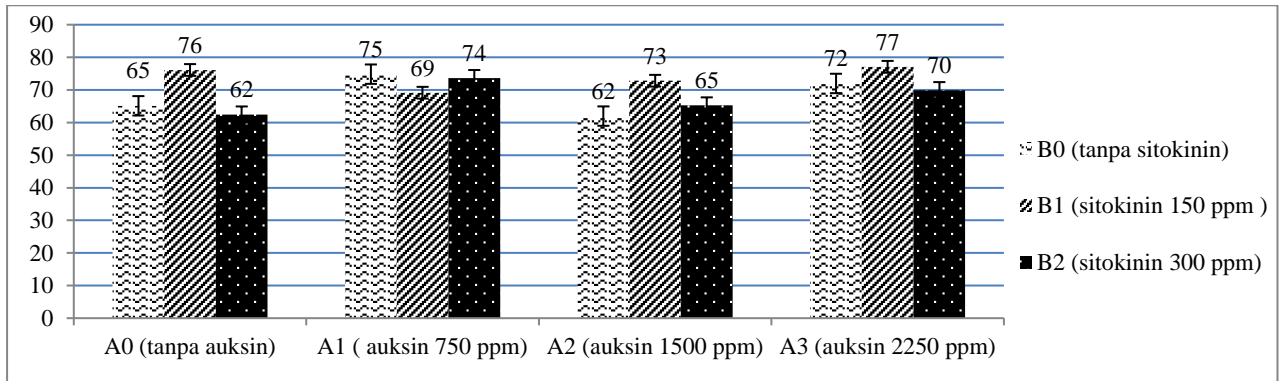 90
80
70
60
50
40
30
20
10
0
65 76 62 75 69 74 62 73 65 72 77 70
A0 (tanpa auksin) A1 ( auksin 750 ppm) A2 (auksin 1500 ppm) A3 (auksin 2250 ppm)
B0 (tanpa sitokinin)
B1 (sitokinin 150 ppm )
B2 (sitokinin 300 ppm)